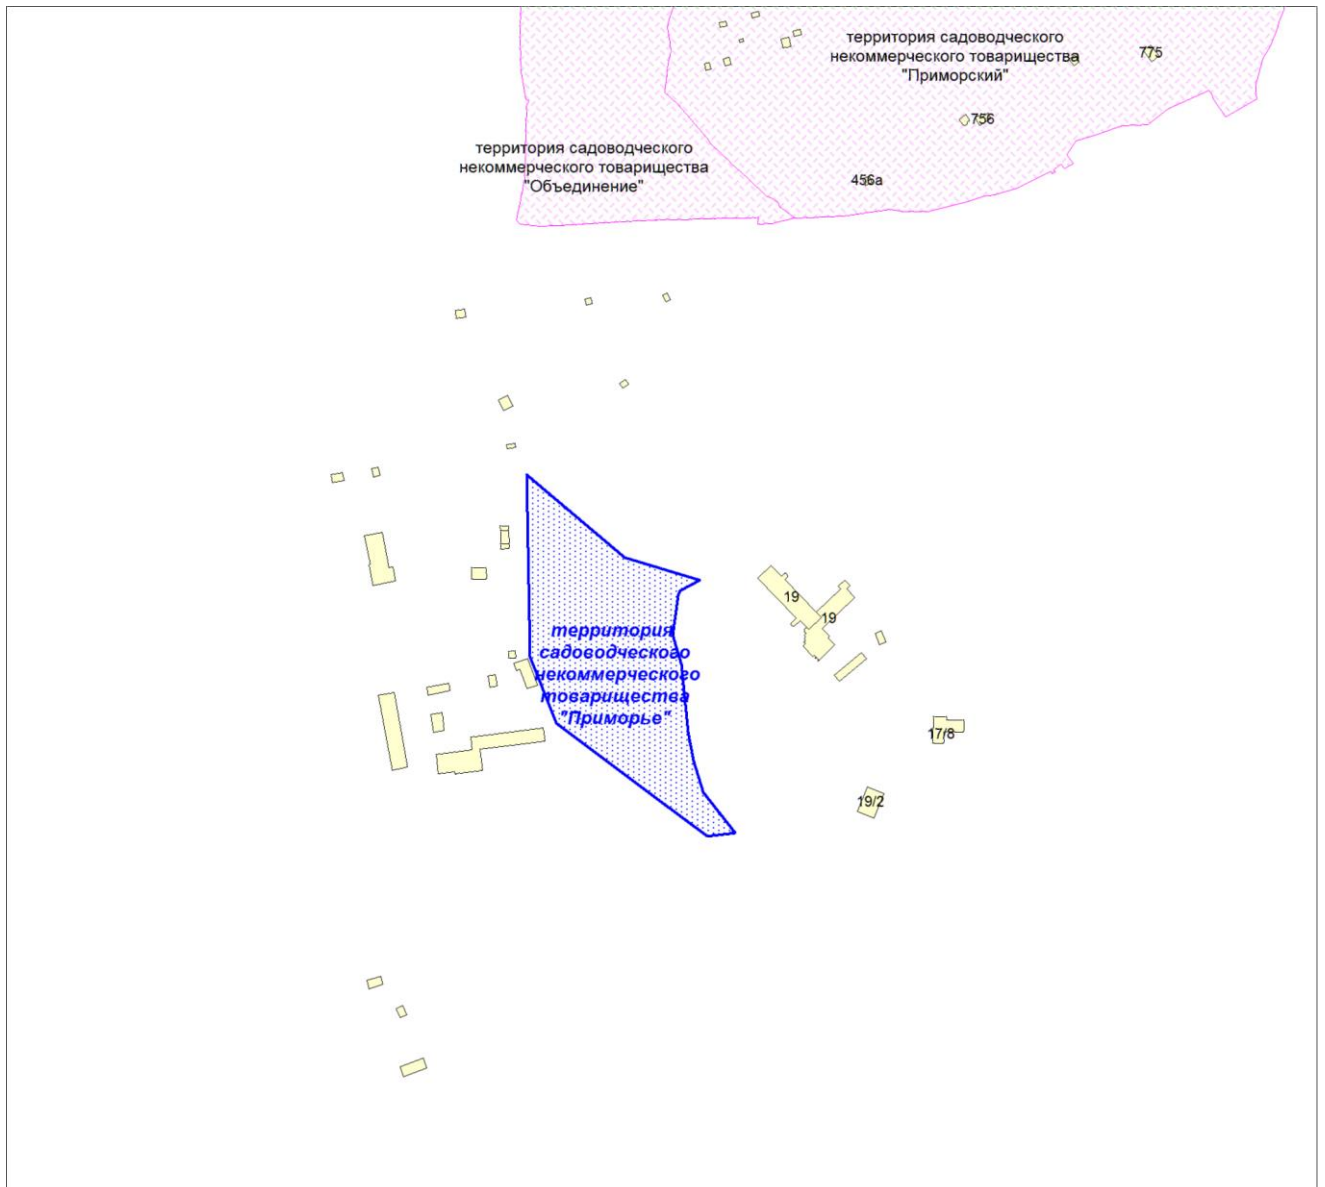 территория садоводческого
некоммерческого товарищества
"Приморский"
775
756
территория садоводческого
некоммерческого товарищества
"Объединение"
456а
19
19
территория
садоводческого
некоммерческого
товарищества
"Приморье"
17/8
19/2